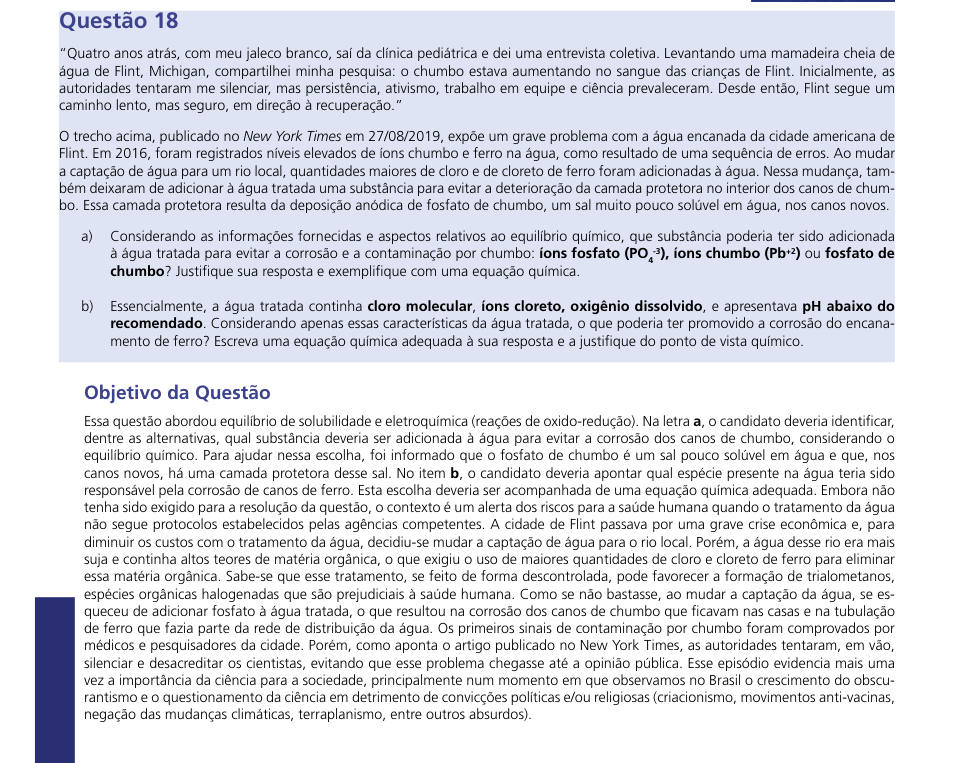 Questão 18
“Quatro anos atrás, com meu jaleco branco, saí da clínica pediátrica e dei uma entrevista coletiva. Levantando uma mamadeira cheia de
água de Flint, Michigan, compartilhei minha pesquisa: o chumbo estava aumentando no sangue das crianças de Flint. Inicialmente, as
autoridades tentaram me silenciar, mas persistência, ativismo, trabalho em equipe e ciência prevaleceram. Desde então, Flint segue um
caminho lento, mas seguro, em direção à recuperação.”
O trecho acima, publicado no New York Times em 27/08/2019, expõe um grave problema com a água encanada da cidade americana de
Flint. Em 2016, foram registrados níveis elevados de íons chumbo e ferro na água, como resultado de uma sequência de erros. Ao mudar
a captação de água para um rio local, quantidades maiores de cloro e de cloreto de ferro foram adicionadas à água. Nessa mudança, tam-
bém deixaram de adicionar à água tratada uma substância para evitar a deterioração da camada protetora no interior dos canos de chum-
bo. Essa camada protetora resulta da deposição anódica de fosfato de chumbo, um sal muito pouco solúvel em água, nos canos novos.
a) Considerando as informações fornecidas e aspectos relativos ao equilíbrio químico, que substância poderia ter sido adicionada
à água tratada para evitar a corrosão e a contaminação por chumbo: íons fosfato (PO₄⁻³), íons chumbo (Pb⁺²) ou fosfato de
chumbo? Justifique sua resposta e exemplifique com uma equação química.
b) Essencialmente, a água tratada continha cloro molecular, íons cloreto, oxigênio dissolvido, e apresentava pH abaixo do
recomendado. Considerando apenas essas características da água tratada, o que poderia ter promovido a corrosão do encana-
mento de ferro? Escreva uma equação química adequada à sua resposta e a justifique do ponto de vista químico.
Objetivo da Questão
Essa questão abordou equilíbrio de solubilidade e eletroquímica (reações de oxido-redução). Na letra a, o candidato deveria identificar,
dentre as alternativas, qual substância deveria ser adicionada à água para evitar a corrosão dos canos de chumbo, considerando o
equilíbrio químico. Para ajudar nessa escolha, foi informado que o fosfato de chumbo é um sal pouco solúvel em água e que, nos
canos novos, há uma camada protetora desse sal. No item b, o candidato deveria apontar qual espécie presente na água teria sido
responsável pela corrosão de canos de ferro. Esta escolha deveria ser acompanhada de uma equação química adequada. Embora não
tenha sido exigido para a resolução da questão, o contexto é um alerta dos riscos para a saúde humana quando o tratamento da água
não segue protocolos estabelecidos pelas agências competentes. A cidade de Flint passava por uma grave crise econômica e, para
diminuir os custos com o tratamento da água, decidiu-se mudar a captação de água para o rio local. Porém, a água desse rio era mais
suja e continha altos teores de matéria orgânica, o que exigiu o uso de maiores quantidades de cloro e cloreto de ferro para eliminar
essa matéria orgânica. Sabe-se que esse tratamento, se feito de forma descontrolada, pode favorecer a formação de trialometanos,
espécies orgânicas halogenadas que são prejudiciais à saúde humana. Como se não bastasse, ao mudar a captação da água, se es-
queceu de adicionar fosfato à água tratada, o que resultou na corrosão dos canos de chumbo que ficavam nas casas e na tubulação
de ferro que fazia parte da rede de distribuição da água. Os primeiros sinais de contaminação por chumbo foram comprovados por
médicos e pesquisadores da cidade. Porém, como aponta o artigo publicado no New York Times, as autoridades tentaram, em vão,
silenciar e desacreditar os cientistas, evitando que esse problema chegasse até a opinião pública. Esse episódio evidencia mais uma
vez a importância da ciência para a sociedade, principalmente num momento em que observamos no Brasil o crescimento do obscu-
rantismo e o questionamento da ciência em detrimento de convicções políticas e/ou religiosas (criacionismo, movimentos anti-vacinas,
negação das mudanças climáticas, terraplanismo, entre outros absurdos).